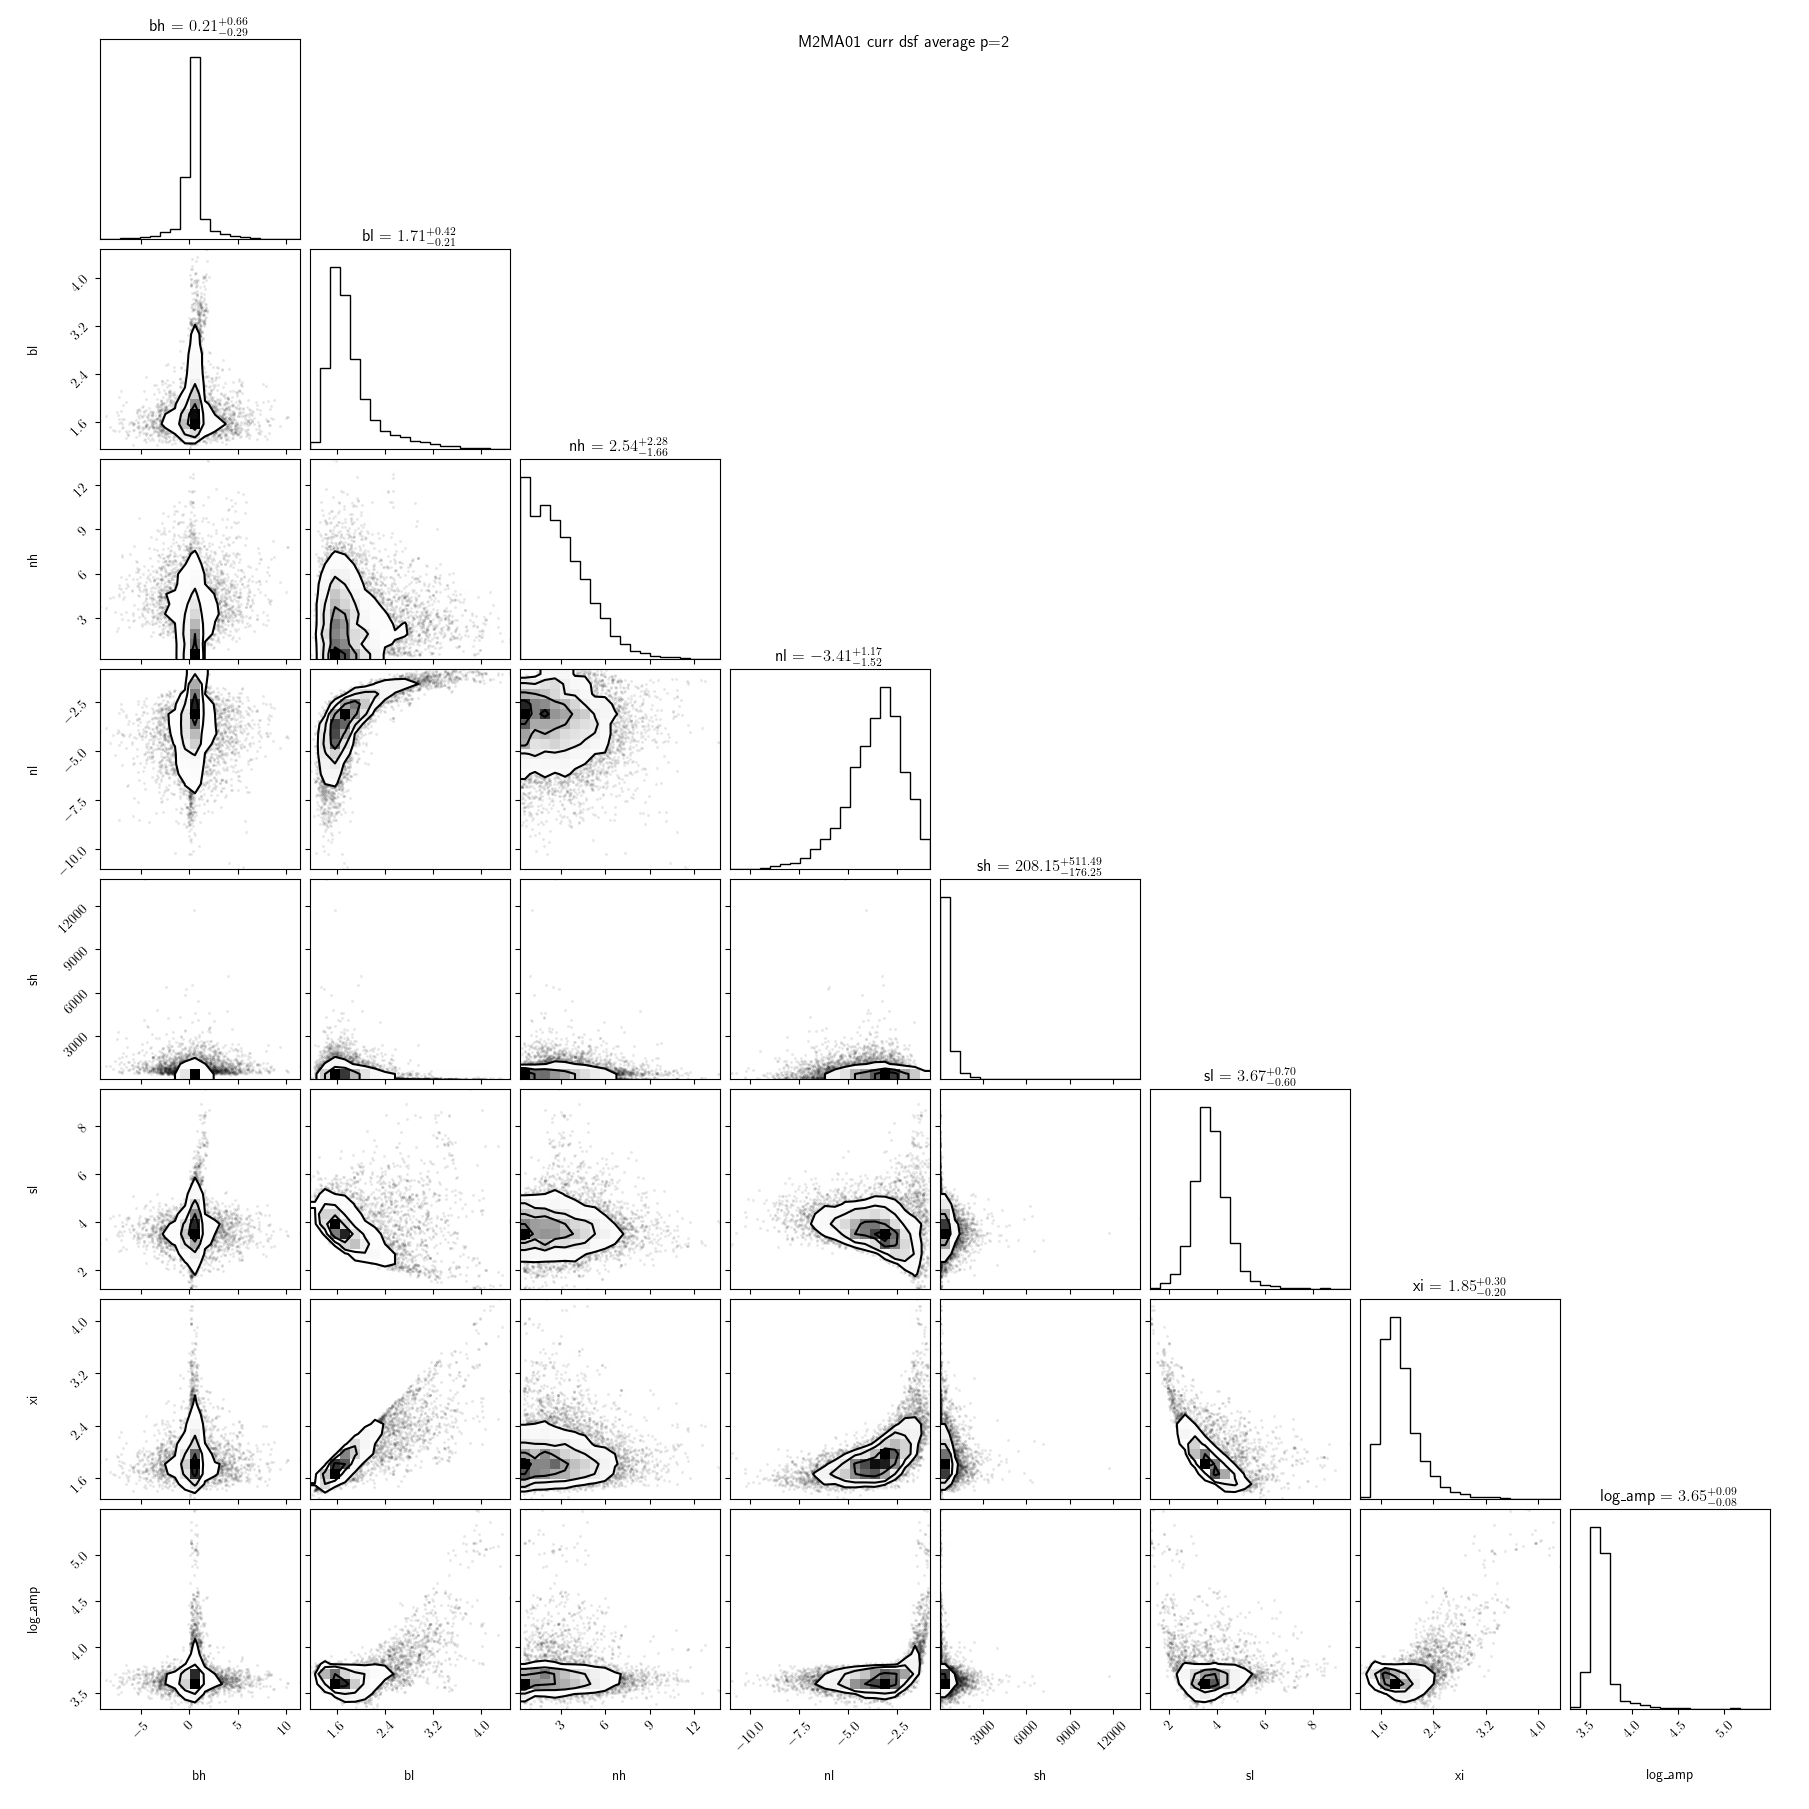 bh = 0.21^{+0.66}_{-0.29}
M2MA01 curr dsf average p=2
bl = 1.71^{+0.42}_{-0.21}
4.0
3.2
2.4
1.6
bl
nh = 2.54^{+2.28}_{-1.66}
12
9
6
3
nh
nl = −3.41^{+1.17}_{-1.52}
−2.5
−5.0
−7.5
−10.0
nl
sh = 208.15^{+511.49}_{-176.25}
12000
9000
6000
3000
sh
sl = 3.67^{+0.70}_{-0.60}
8
6
4
2
sl
xi = 1.85^{+0.30}_{-0.20}
4.0
3.2
2.4
1.6
xi
log_amp = 3.65^{+0.09}_{-0.08}
5.0
4.5
4.0
3.5
log_amp
−5 0 5 10 1.6 2.4 3.2 4.0 3 6 9 12 −10.0 −7.5 −5.0 −2.5 3000 6000 9000 12000 2 4 6 8 1.6 2.4 3.2 4.0 3.5 4.0 4.5 5.0
bh bl nh nl sh sl xi log_amp